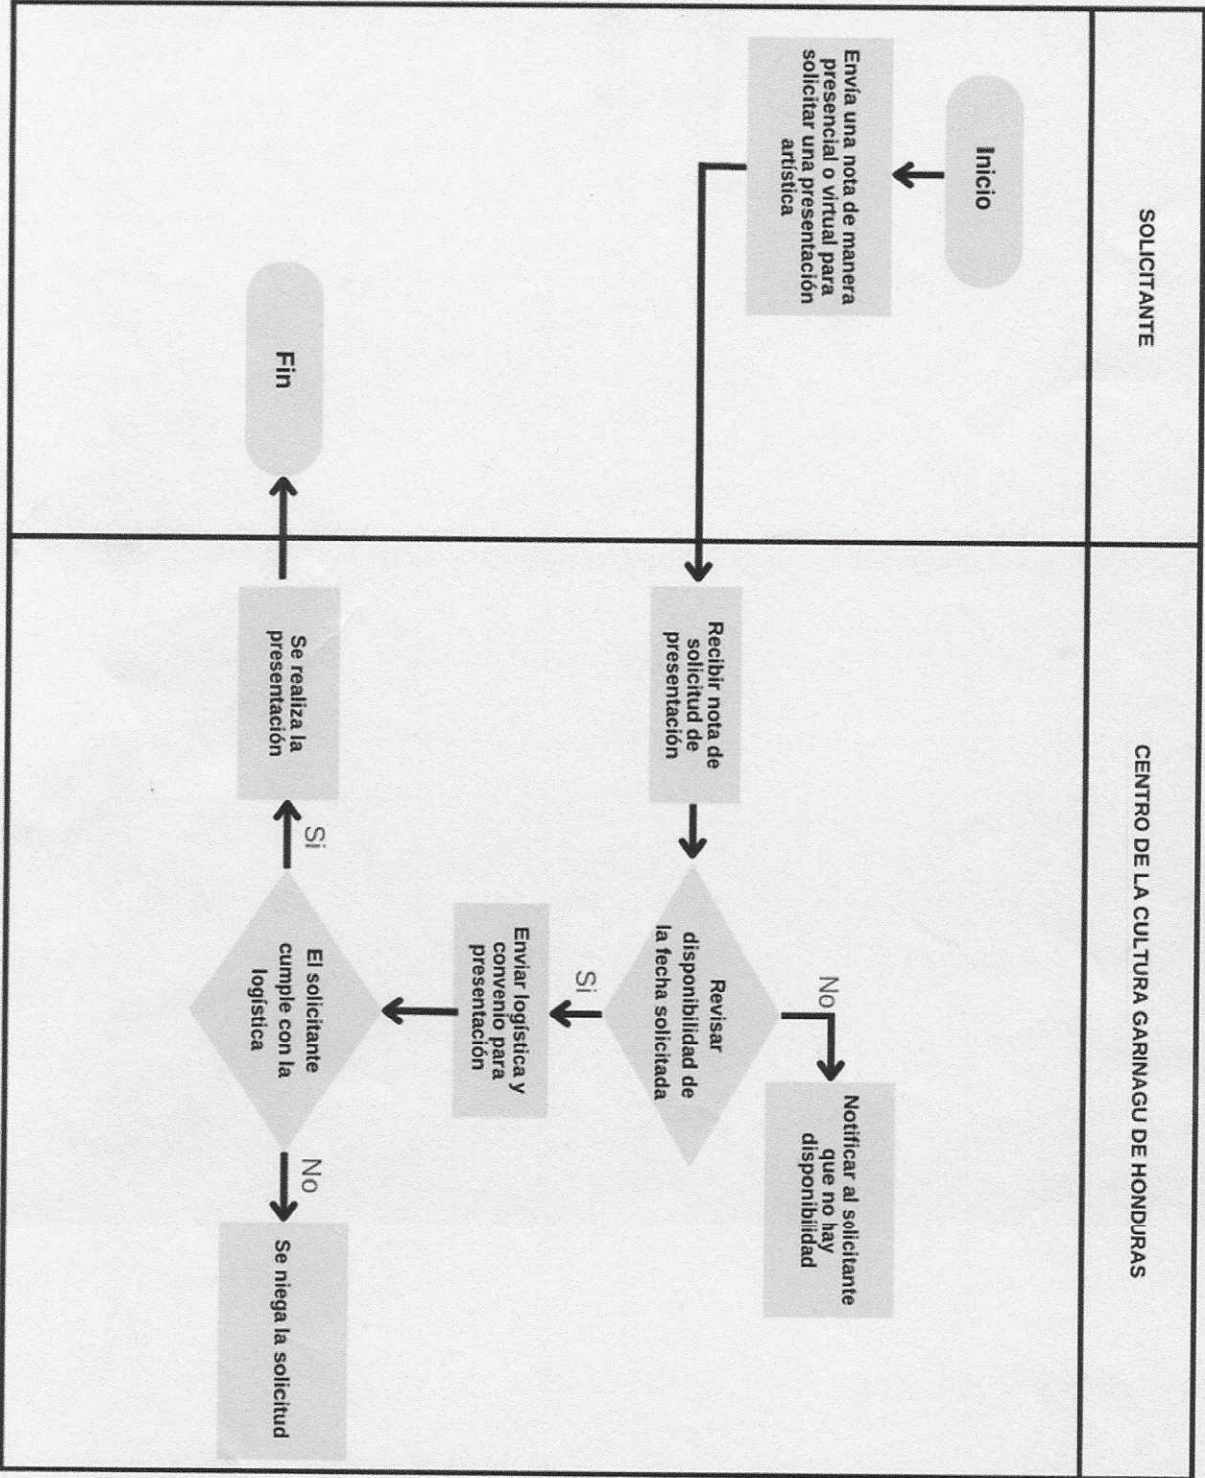 SOLICITANTE
CENTRO DE LA CULTURA GARINAGU DE HONDURAS
Inicio
Envía una nota de manera
presencial o virtual para
solicitar una presentación
artística
Recibir nota de
solicitud de
presentación
Revisar
disponibilidad de
la fecha solicitada
No
Notificar al solicitante
que no hay
disponibilidad
Si
Enviar logística y
convenio para
presentación
El solicitante
cumple con la
logística
No
Se niega la solicitud
Si
Se realiza la
presentación
Fin